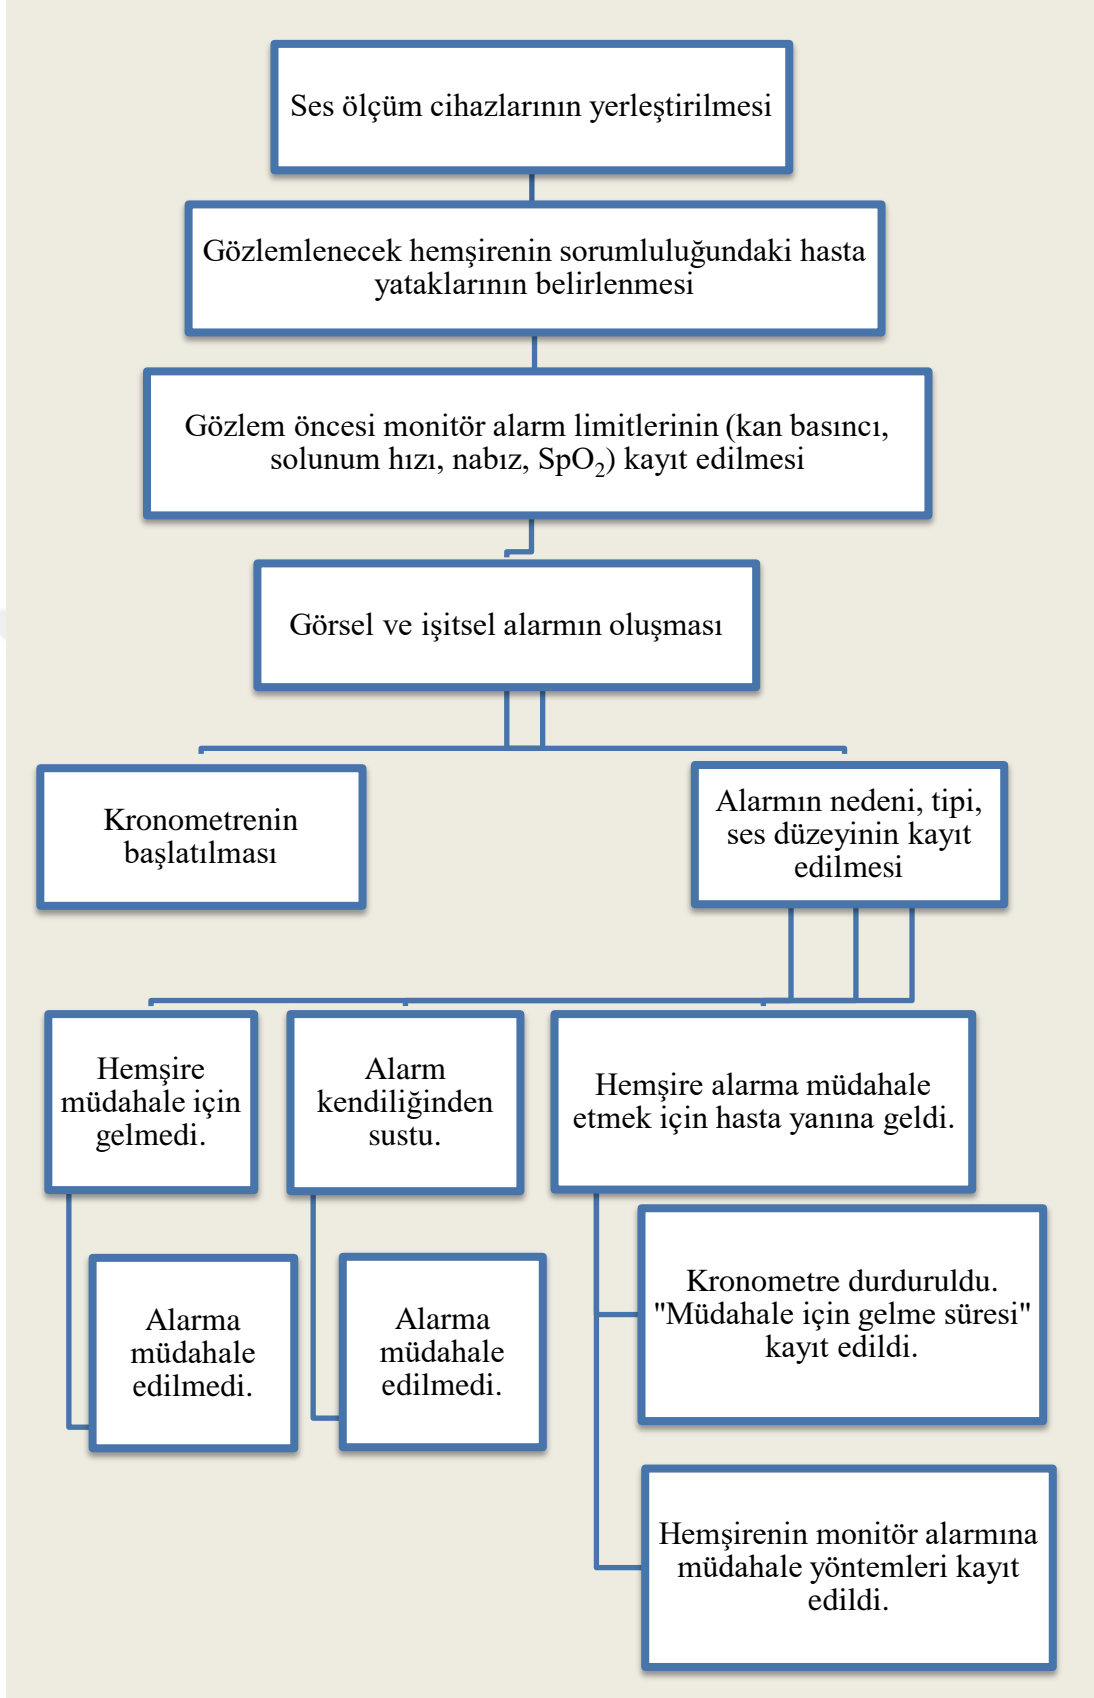 Ses ölçüm cihazlarının yerleştirilmesi
Gözlemlenecek hemşirenin sorumluluğundaki hasta
yataklarının belirlenmesi
Gözlem öncesi monitör alarm limitlerinin (kan basıncı,
solunum hızı, nabız, SpO₂) kayıt edilmesi
Görsel ve işitsel alarmın oluşması
Kronometrenin
başlatılması
Alarmın nedeni, tipi,
ses düzeyinin kayıt
edilmesi
Hemşire
müdahale için
gelmedi.
Alarm
kendiliğinden
sustu.
Hemşire alarma müdahale
etmek için hasta yanına geldi.
Alarma
müdahale
edilmedi.
Alarma
müdahale
edilmedi.
Kronometre durduruldu.
"Müdahale için gelme süresi"
kayıt edildi.
Hemşirenin monitör alarmına
müdahale yöntemleri kayıt
edildi.